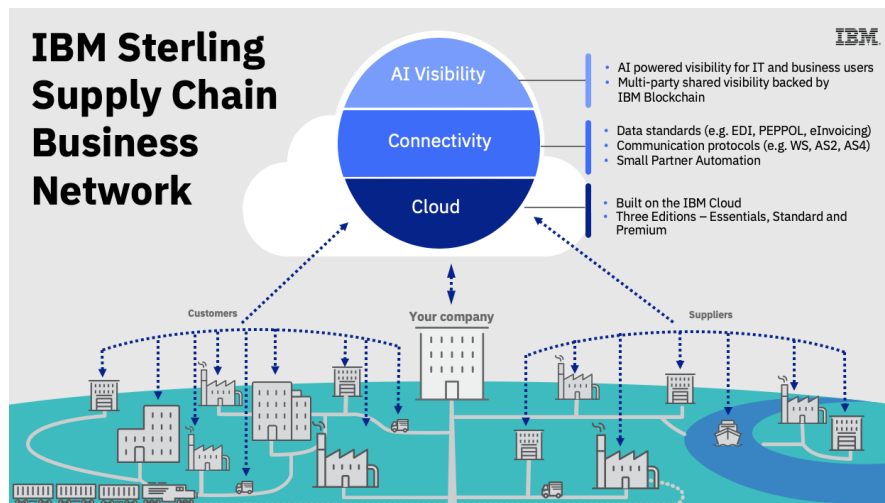 IBM Sterling
Supply Chain
Business
Network
IBM
AI Visibility
• AI powered visibility for IT and business users
• Multi-party shared visibility backed by
IBM Blockchain
Connectivity
• Data standards (e.g. EDI, PEPPOL, eInvoicing)
• Communication protocols (e.g. WS, AS2, AS4)
• Small Partner Automation
Cloud
• Built on the IBM Cloud
• Three Editions – Essentials, Standard and
Premium
Customers
Your company
Suppliers